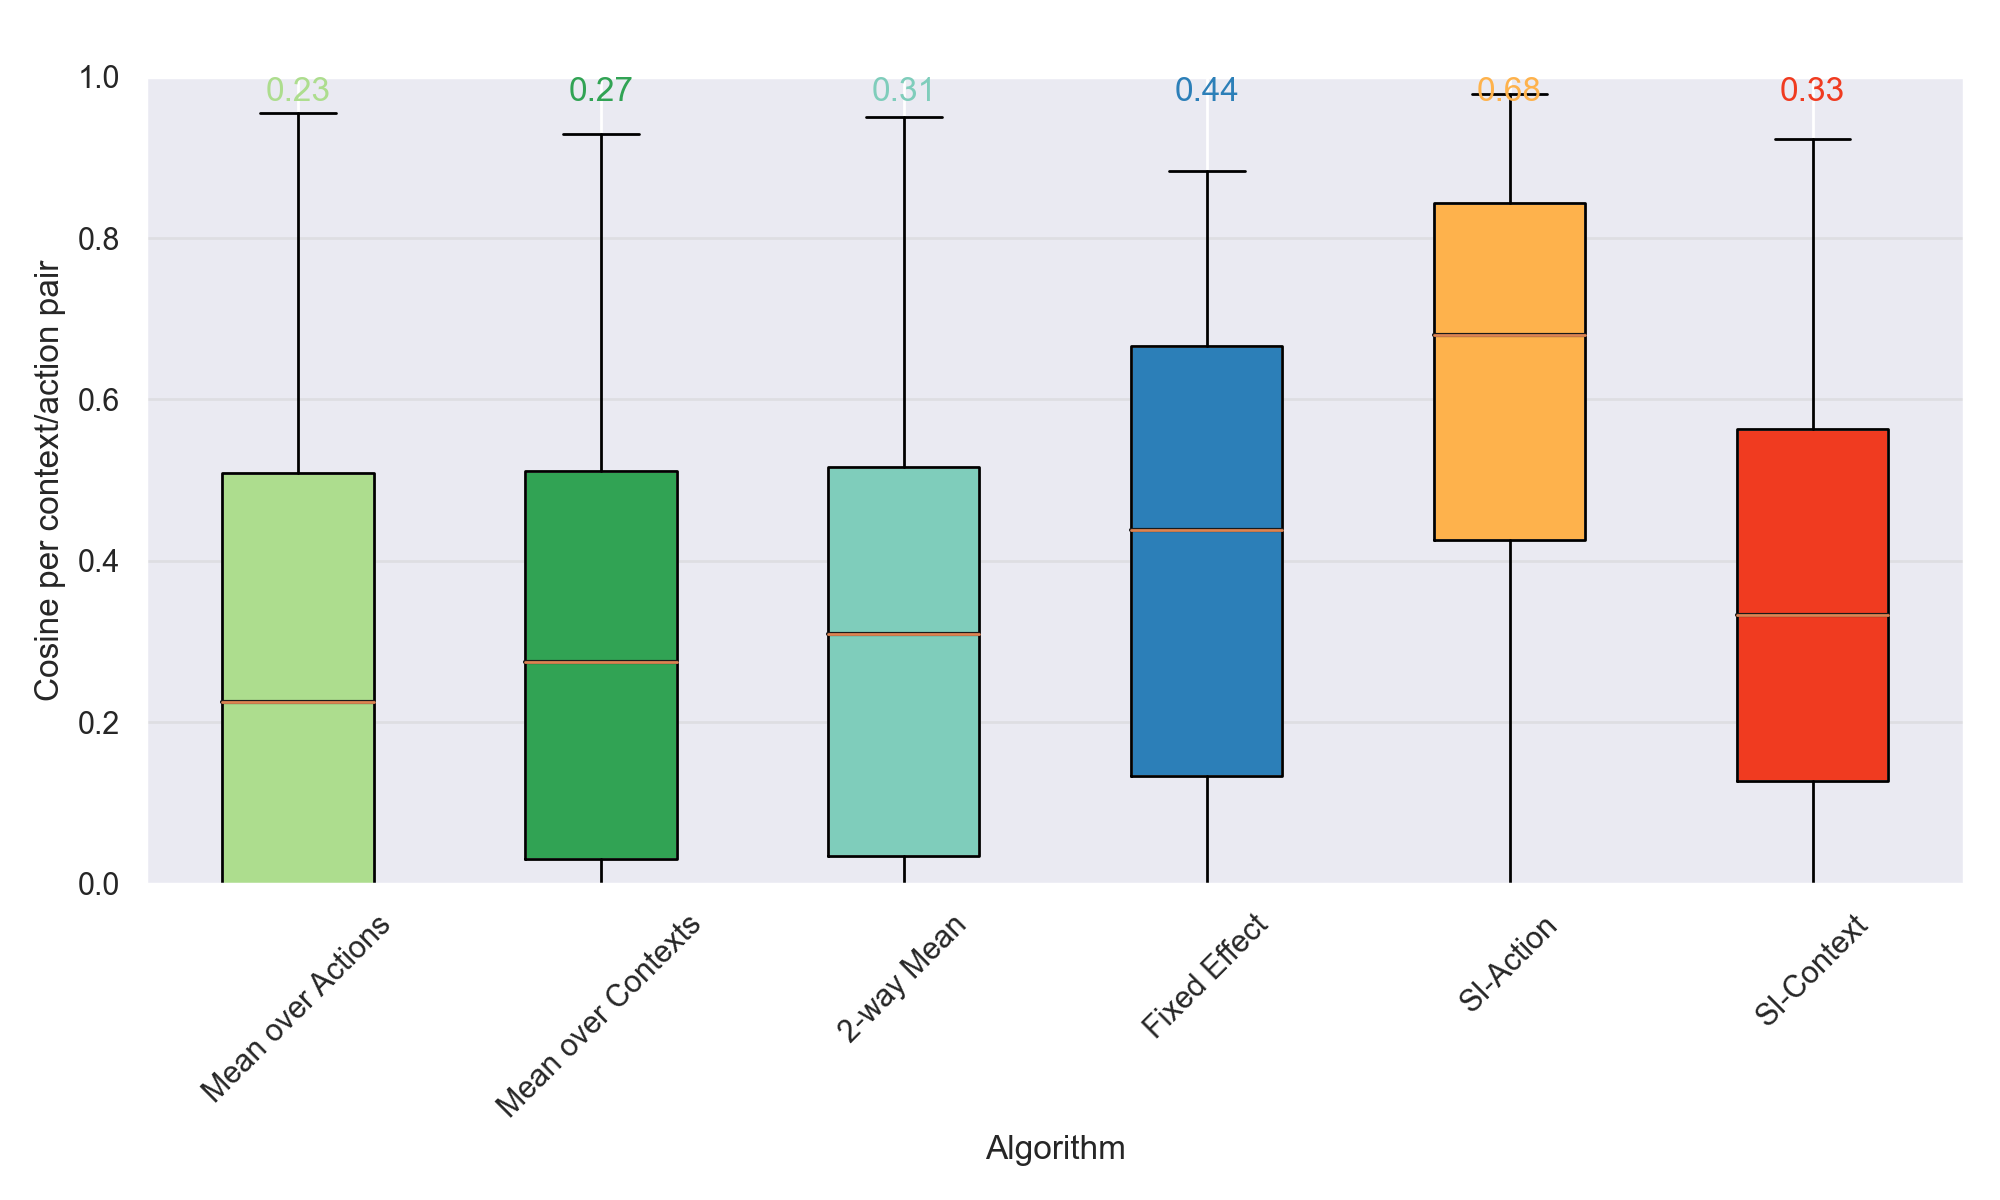 0.23 0.27 0.31 0.44 0.68 0.33
1.0
0.8
0.6
0.4
0.2
0.0
Cosine per context/action pair
Mean over Actions
Mean over Contexts
2-way Mean
Fixed Effect
SI-Action
SI-Context
Algorithm